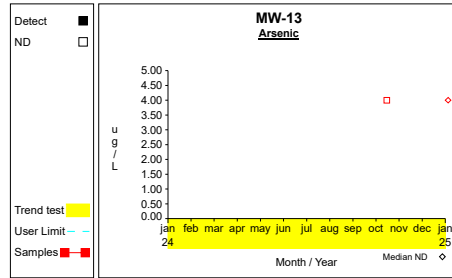 Detect
ND
Trend test
User Limit
Samples
MW-13
Arsenic
ug/L
5.00
4.50
4.00
3.50
3.00
2.50
2.00
1.50
1.00
0.50
0.00
jan feb mar apr may jun jul aug sep oct nov dec jan
24 25
Month / Year
Median ND